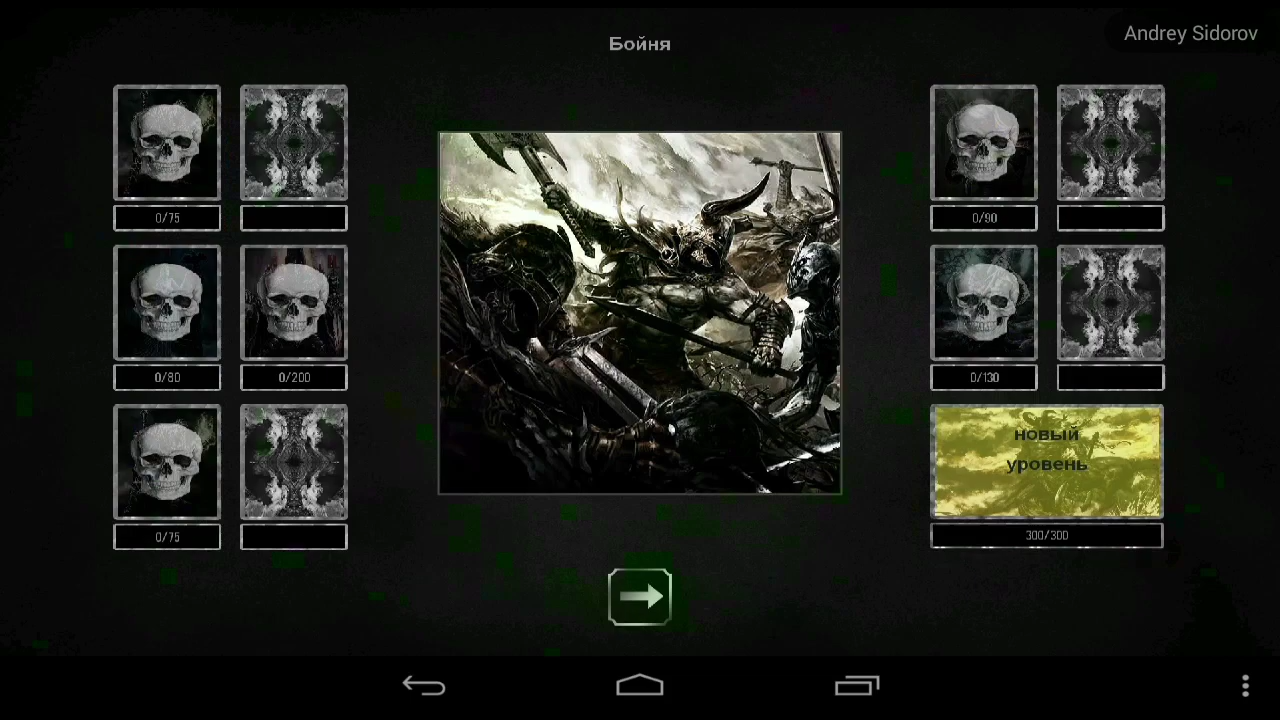 Andrey Sidorov
Бойня
0/75
0/90
0/80
0/200
0/130
0/75
новый
уровень
300/300